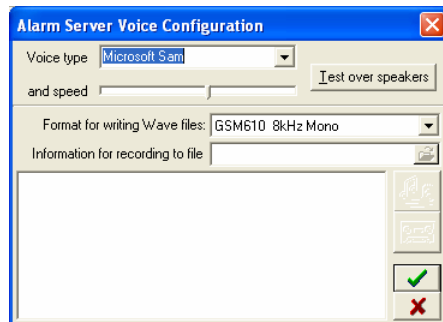 Alarm Server Voice Configuration
Voice type Microsoft Sam
Test over speakers
and speed
Format for writing Wave files: GSM610 8kHz Mono
Information for recording to file